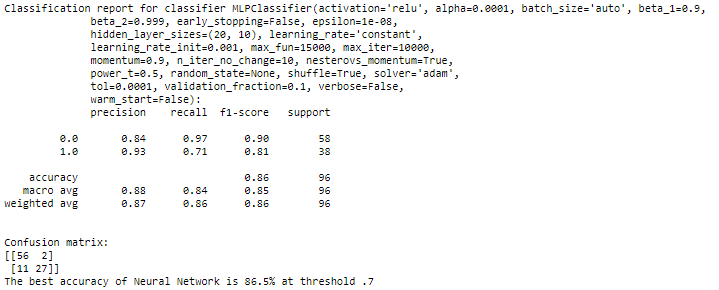 Classification report for classifier MLPClassifier(activation='relu', alpha=0.0001, batch_size='auto', beta_1=0.9,
beta_2=0.999, early_stopping=False, epsilon=1e-08,
hidden_layer_sizes=(20, 10), learning_rate='constant',
learning_rate_init=0.001, max_fun=15000, max_iter=10000,
momentum=0.9, n_iter_no_change=10, nesterovs_momentum=True,
power_t=0.5, random_state=None, shuffle=True, solver='adam',
tol=0.0001, validation_fraction=0.1, verbose=False,
warm_start=False):
precision recall f1-score support
0.0 0.84 0.97 0.90 58
1.0 0.93 0.71 0.81 38
accuracy 0.86 96
macro avg 0.88 0.84 0.85 96
weighted avg 0.87 0.86 0.86 96
Confusion matrix:
[[56 2]
[11 27]]
The best accuracy of Neural Network is 86.5% at threshold .7